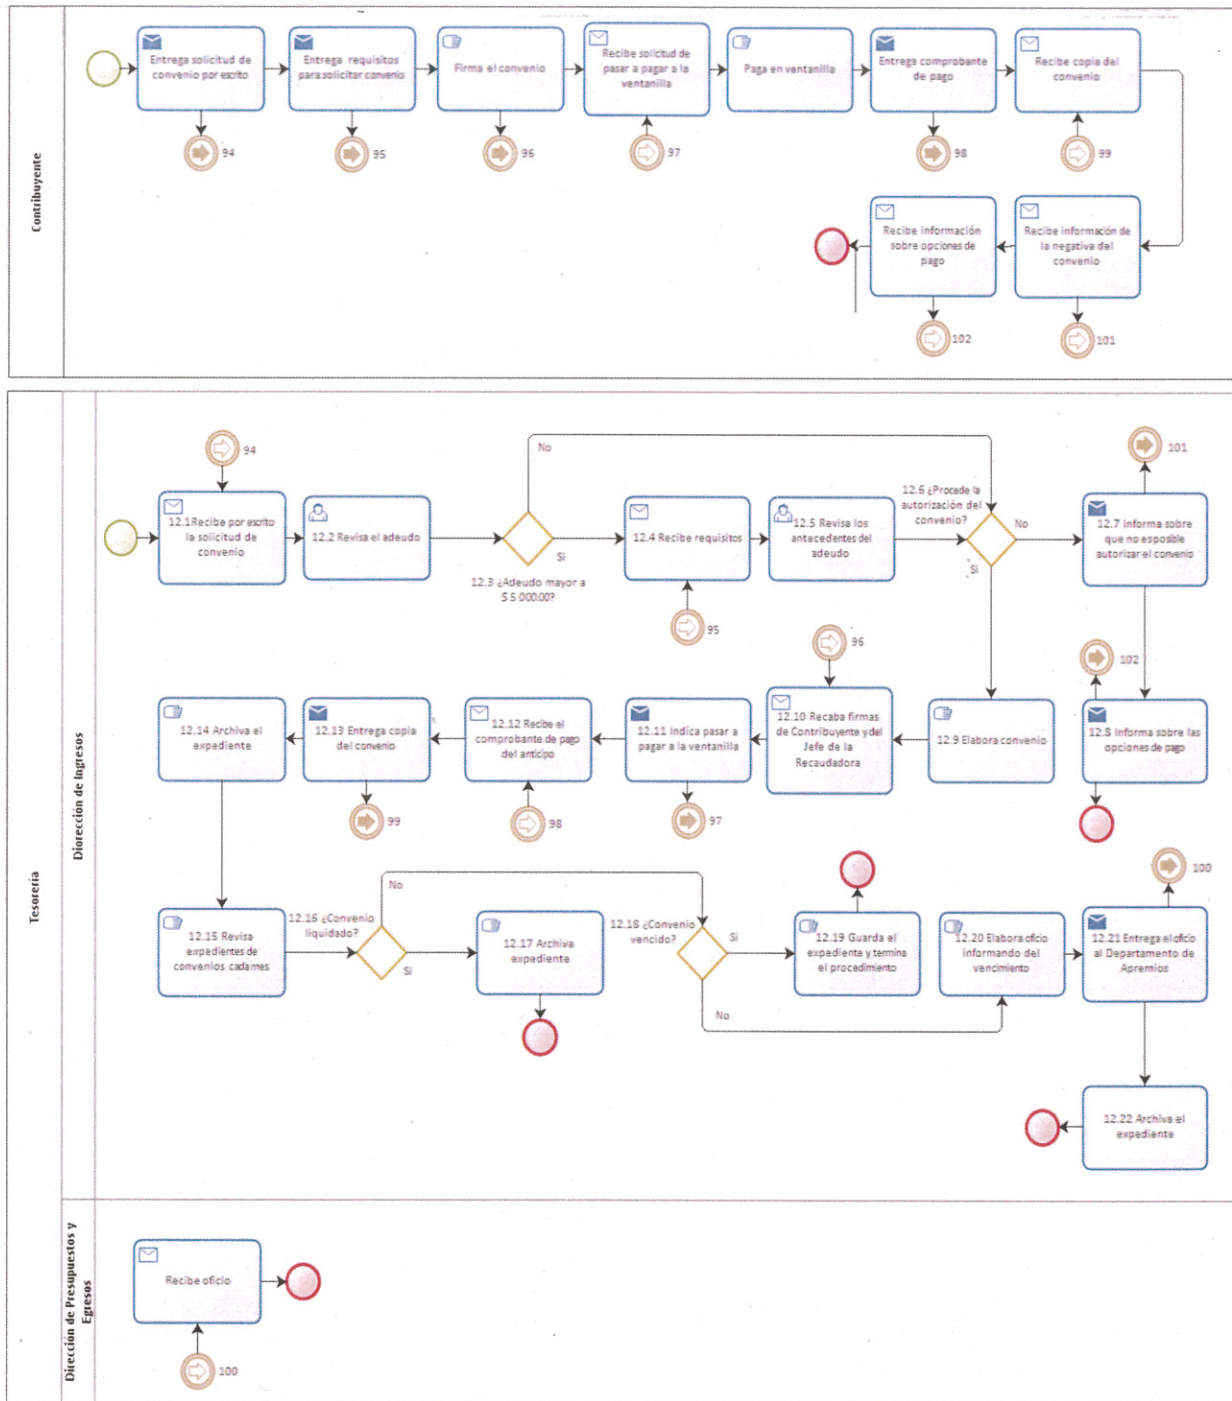 Contribuyente
Entrega solicitud de
convenio por escrito
94
Entrega requisitos
para solicitar convenio
95
Firma el convenio
96
Recibe solicitud de
pasar a pagar a la
ventanilla
97
Paga en ventanilla
Entrega comprobante
de pago
98
Recibe copia del
convenio
99
Recibe información
sobre opciones de
pago
102
Recibe información de
la negativa del
convenio
101
Tesorería
Diorección de Ingresos
94
12.1Recibe por escrito
la solicitud de
convenio
12.2 Revisa el adeudo
No
Si
12.3 ¿Adeudo mayor a
$ 5 000.00?
12.4 Recibe requisitos
95
12.5 Revisa los
antecedentes del
adeudo
12.6 ¿Procede la
autorización del
convenio?
No
Si
101
12.7 Informa sobre
que no es posible
autorizar el convenio
102
12.8 Informa sobre las
opciones de pago
12.9 Elabora convenio
96
12.10 Recaba firmas
de Contribuyente y del
Jefe de la
Recaudadora
12.11 Indica pasar a
pagar a la ventanilla
97
12.12 Recibe el
comprobante de pago
del anticipo
98
12.13 Entrega copia
del convenio
99
12.14 Archiva el
expediente
12.15 Revisa
expedientes de
convenios cada mes
12.16 ¿Convenio
liquidado?
No
Si
12.17 Archiva
expediente
12.18 ¿Convenio
vencido?
Si
No
12.19 Guarda el
expediente y termina
el procedimiento
12.20 Elabora oficio
informando del
vencimiento
100
12.21 Entrega el oficio
al Departamento de
Apremios
12.22 Archiva el
expediente
Dirección de Presupuestos y
Egresos
Recibe oficio
100